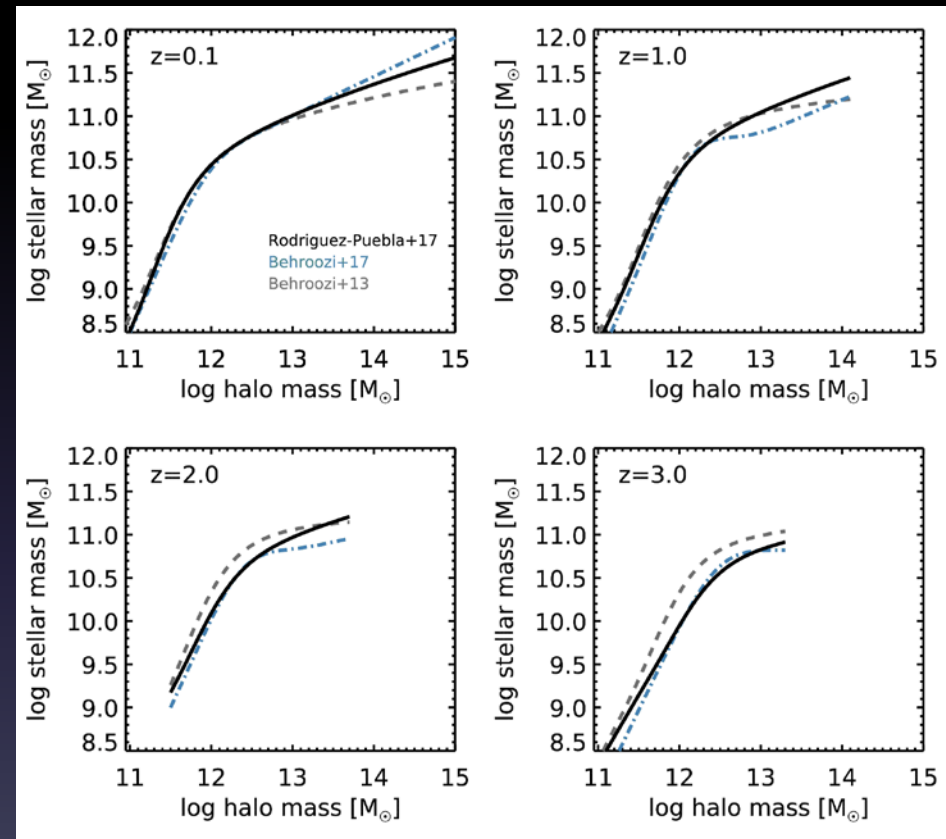 z=0.1
log stellar mass [M☉]
12.0
11.5
11.0
10.5
10.0
9.5
9.0
8.5
Rodriguez-Puebla+17
Behroozi+17
Behroozi+13
11 12 13 14 15
log halo mass [M☉]
z=1.0
log stellar mass [M☉]
12.0
11.5
11.0
10.5
10.0
9.5
9.0
8.5
11 12 13 14 15
log halo mass [M☉]
z=2.0
log stellar mass [M☉]
12.0
11.5
11.0
10.5
10.0
9.5
9.0
8.5
11 12 13 14 15
log halo mass [M☉]
z=3.0
log stellar mass [M☉]
12.0
11.5
11.0
10.5
10.0
9.5
9.0
8.5
11 12 13 14 15
log halo mass [M☉]